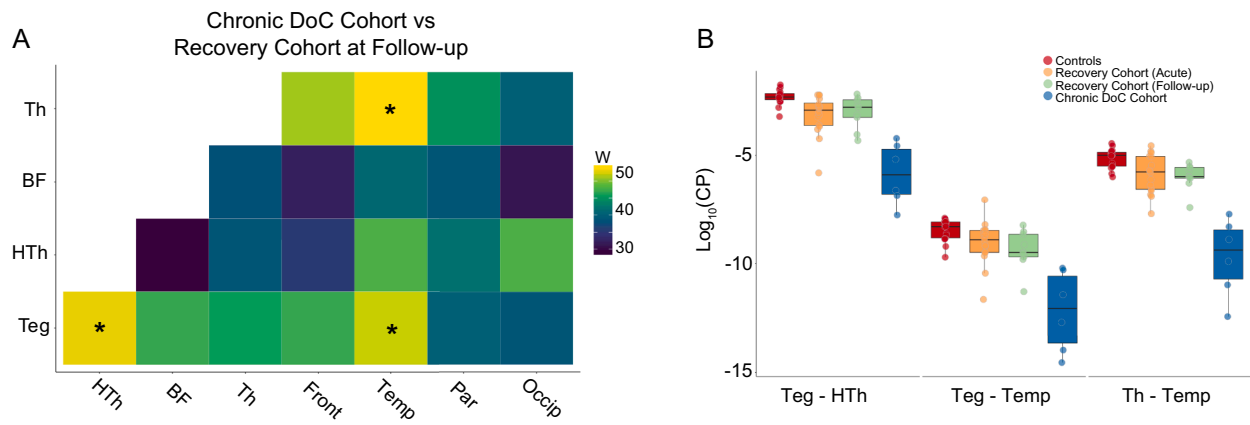 A
Chronic DoC Cohort vs
Recovery Cohort at Follow-up
Th
BF
HTh
Teg
*
*
*
HTh
BF
Th
Front
Temp
Par
Occip
W
50
40
30
B
Controls
Recovery Cohort (Acute)
Recovery Cohort (Follow-up)
Chronic DoC Cohort
Log10(CP)
-5
-10
-15
Teg - HTh
Teg - Temp
Th - Temp